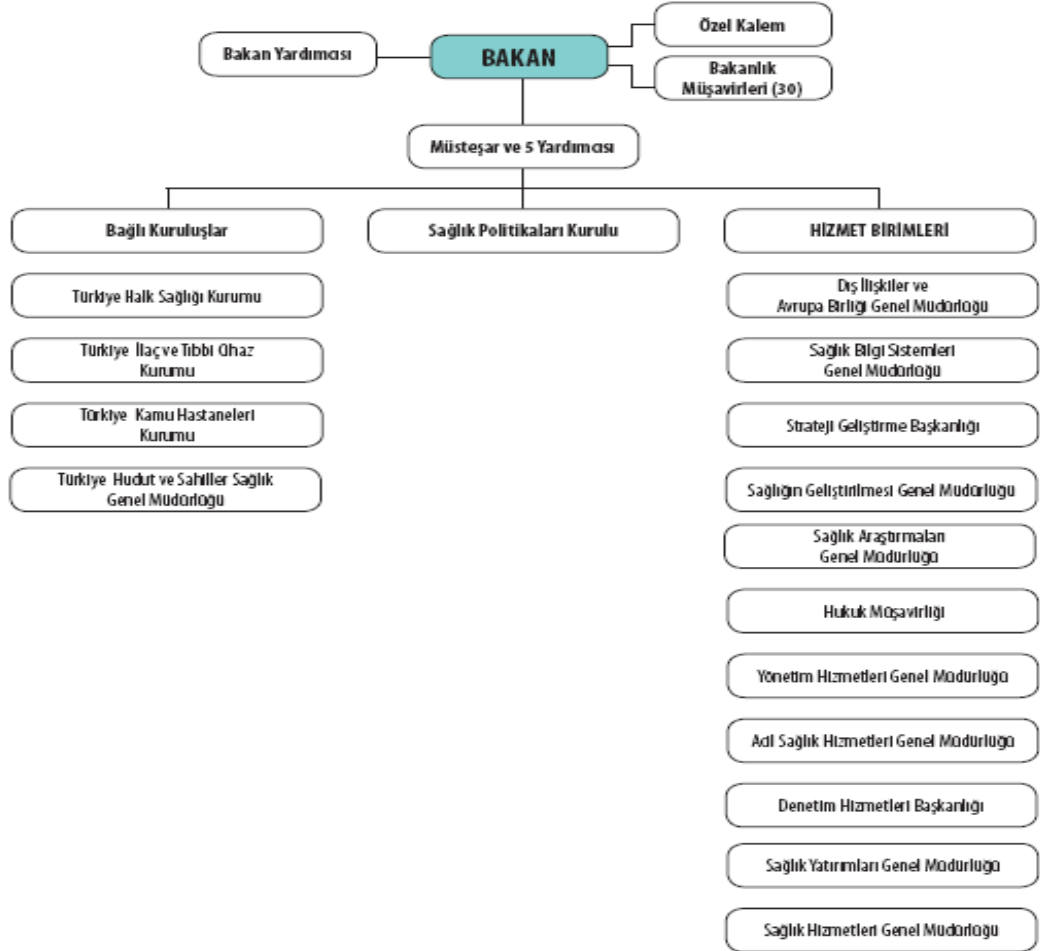 Özel Kalem
Bakan Yardımcısı
BAKAN
Bakanlık
Müşavirleri (30)
Müsteşar ve 5 Yardımcısı
Bağlı Kuruluşlar
Türkiye Halk Sağlığı Kurumu
Türkiye İlaç ve Tıbbi Cihaz
Kurumu
Türkiye Kamu Hastaneleri
Kurumu
Türkiye Hudut ve Sahiller Sağlık
Genel Müdürlüğü
Sağlık Politikaları Kurulu
HİZMET BİRİMLERİ
Dış İlişkiler ve
Avrupa Birliği Genel Müdürlüğü
Sağlık Bilgi Sistemleri
Genel Müdürlüğü
Strateji Geliştirme Başkanlığı
Sağlığın Geliştirilmesi Genel Müdürlüğü
Sağlık Araştırmaları
Genel Müdürlüğü
Hukuk Müşavirliği
Yönetim Hizmetleri Genel Müdürlüğü
Acil Sağlık Hizmetleri Genel Müdürlüğü
Denetim Hizmetleri Başkanlığı
Sağlık Yatırımları Genel Müdürlüğü
Sağlık Hizmetleri Genel Müdürlüğü